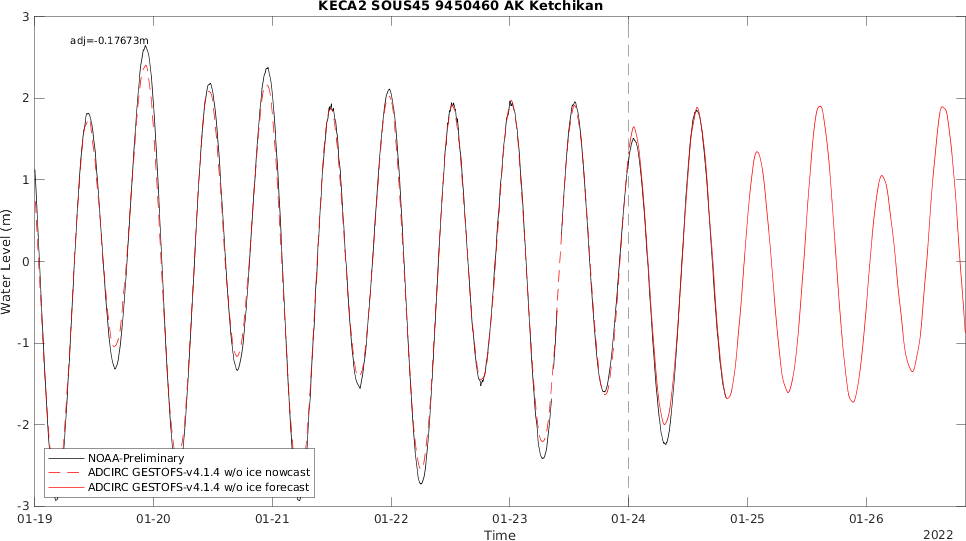 KECA2 SOUS45 9450460 AK Ketchikan
adj=-0.17673m
3
2
1
0
-1
-2
-3
Water Level (m)
NOAA-Preliminary
ADCIRC GESTOFS-v4.1.4 w/o ice nowcast
ADCIRC GESTOFS-v4.1.4 w/o ice forecast
01-19 01-20 01-21 01-22 01-23 01-24 01-25 01-26
Time
2022